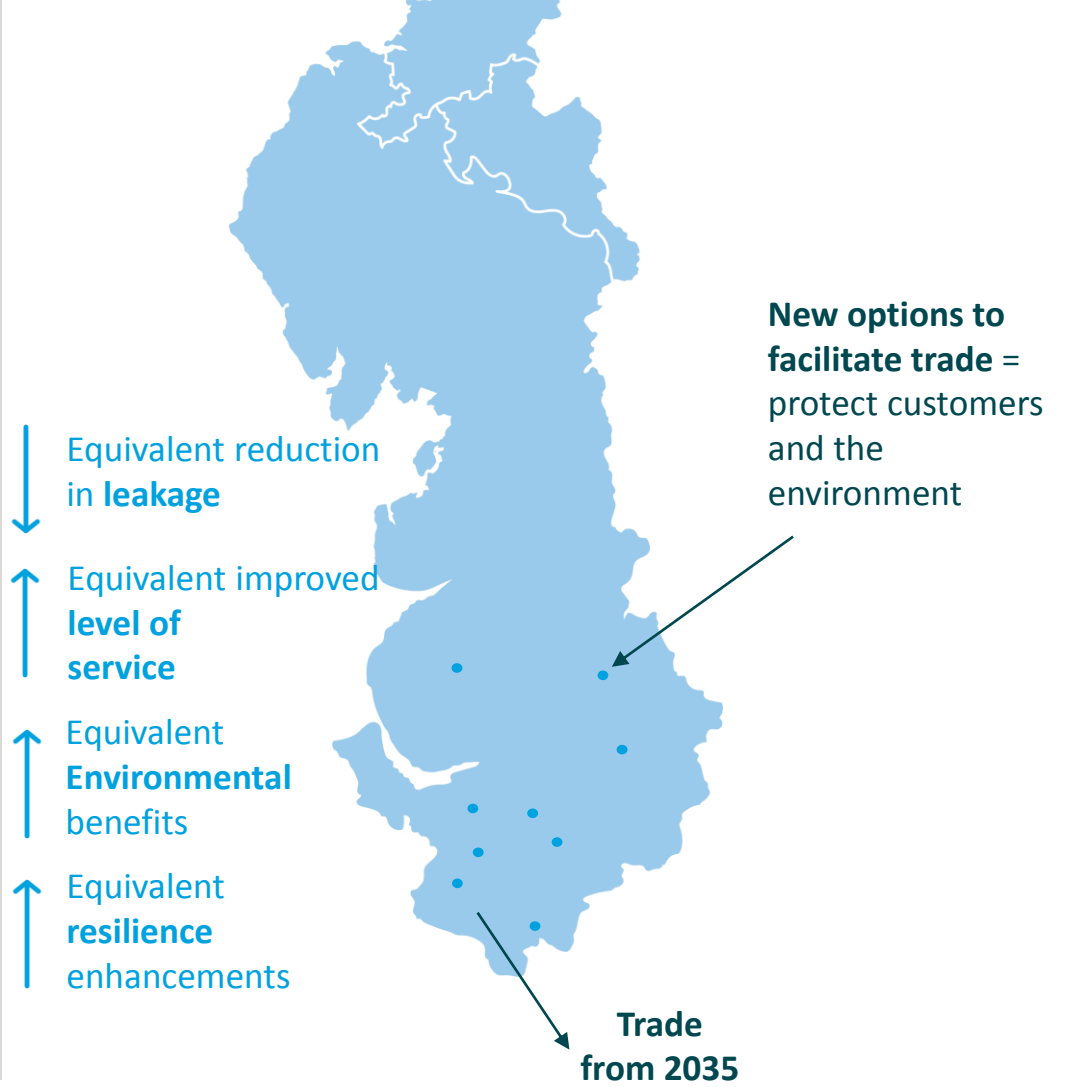 Equivalent reduction
in leakage
Equivalent improved
level of
service
Equivalent
Environmental
benefits
Equivalent
resilience
enhancements
New options to
facilitate trade =
protect customers
and the
environment
Trade
from 2035